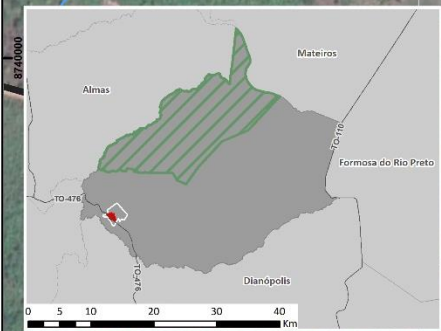 8740000
Mateiros
Almas
TO-110
Formosa do Rio Preto
TO-476
TO-476
Dianópolis
0 5 10 20 30 40
Km